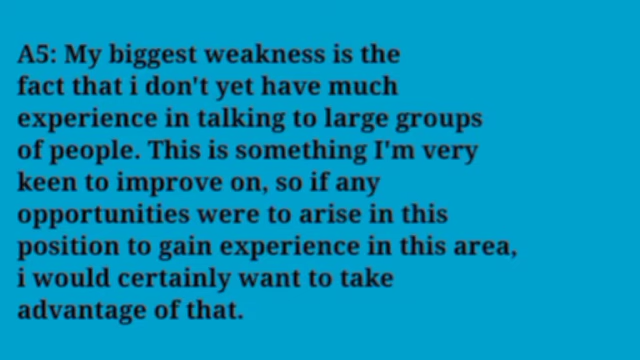 A5: My biggest weakness is the
fact that i don't yet have much
experience in talking to large groups
of people. This is something I'm very
keen to improve on, so if any
opportunities were to arise in this
position to gain experience in this area,
i would certainly want to take
advantage of that.